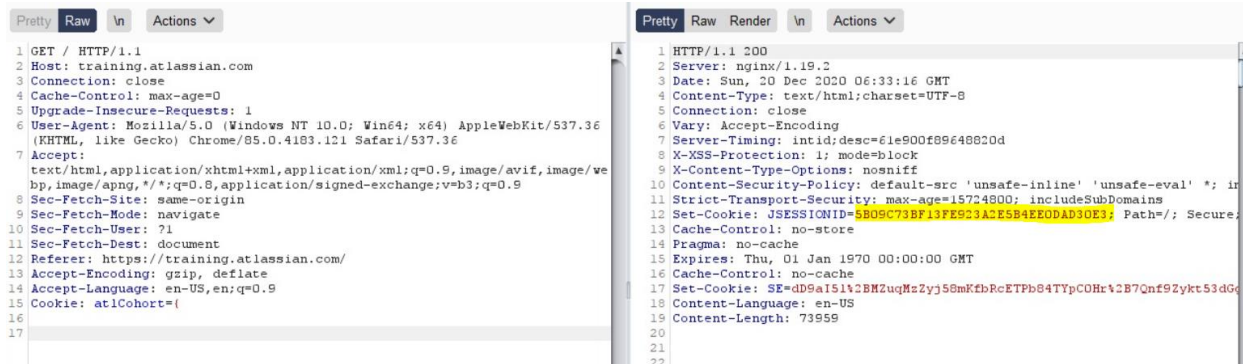 Pretty Raw \n Actions
1 GET / HTTP/1.1
2 Host: training.atlassian.com
3 Connection: close
4 Cache-Control: max-age=0
5 Upgrade-Insecure-Requests: 1
6 User-Agent: Mozilla/5.0 (Windows NT 10.0; Win64; x64) AppleWebKit/537.36
(KHTML, like Gecko) Chrome/85.0.4183.121 Safari/537.36
7 Accept:
text/html,application/xhtml+xml,application/xml;q=0.9,image/avif,image/we
bp,image/apng,*/*;q=0.8,application/signed-exchange;v=b3;q=0.9
8 Sec-Fetch-Site: same-origin
9 Sec-Fetch-Mode: navigate
10 Sec-Fetch-User: ?1
11 Sec-Fetch-Dest: document
12 Referer: https://training.atlassian.com/
13 Accept-Encoding: gzip, deflate
14 Accept-Language: en-US,en;q=0.9
15 Cookie: atlCohort={
16
17
Pretty Raw Render \n Actions
1 HTTP/1.1 200
2 Server: nginx/1.19.2
3 Date: Sun, 20 Dec 2020 06:33:16 GMT
4 Content-Type: text/html;charset=UTF-8
5 Connection: close
6 Vary: Accept-Encoding
7 Server-Timing: intid;desc=61e900f89648820d
8 X-XSS-Protection: 1; mode=block
9 X-Content-Type-Options: nosniff
10 Content-Security-Policy: default-src 'unsafe-inline' 'unsafe-eval' *; in
11 Strict-Transport-Security: max-age=15724800; includeSubDomains
12 Set-Cookie: JSESSIONID=5B09C73BF13FE923A2E5B4EE0DAD30E3; Path=/; Secure;
13 Cache-Control: no-store
14 Pragma: no-cache
15 Expires: Thu, 01 Jan 1970 00:00:00 GMT
16 Cache-Control: no-cache
17 Set-Cookie: SE=dD9aI5l%2BMZuqMzZyj58mKfbRcETPb84TYpCOHr%2B7Qnf9Zykt53dGg
18 Content-Language: en-US
19 Content-Length: 73959
20
21
22